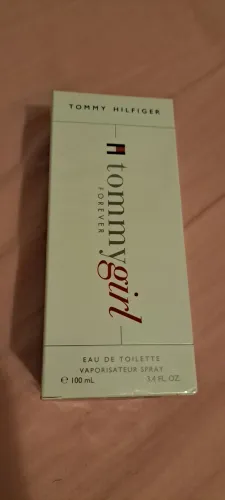 TOMMY HILFIGER
tommy girl
FOREVER
EAU DE TOILETTE
VAPORISATEUR SPRAY
℮ 100 mL 3.4 FL. OZ.